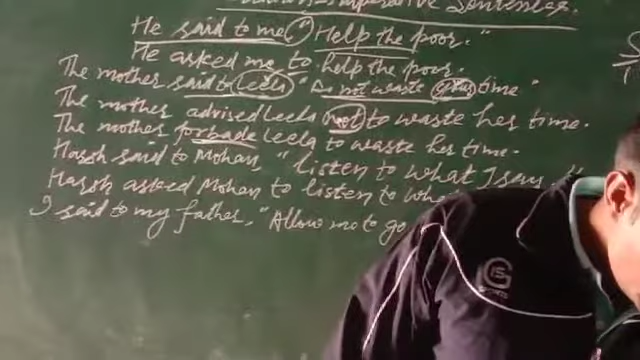 Imperative Sentences.
He said to me, "Help the poor."
He asked me to help the poor.
The mother said to Leela "Do not waste your time"
The mother advised Leela not to waste her time.
The mother forbade Leela to waste her time.
Harsh said to Mohan, "Listen to what I say."
Harsh asked Mohan to listen to
I said to my father, "Allow me to go
G
15
SPORTS